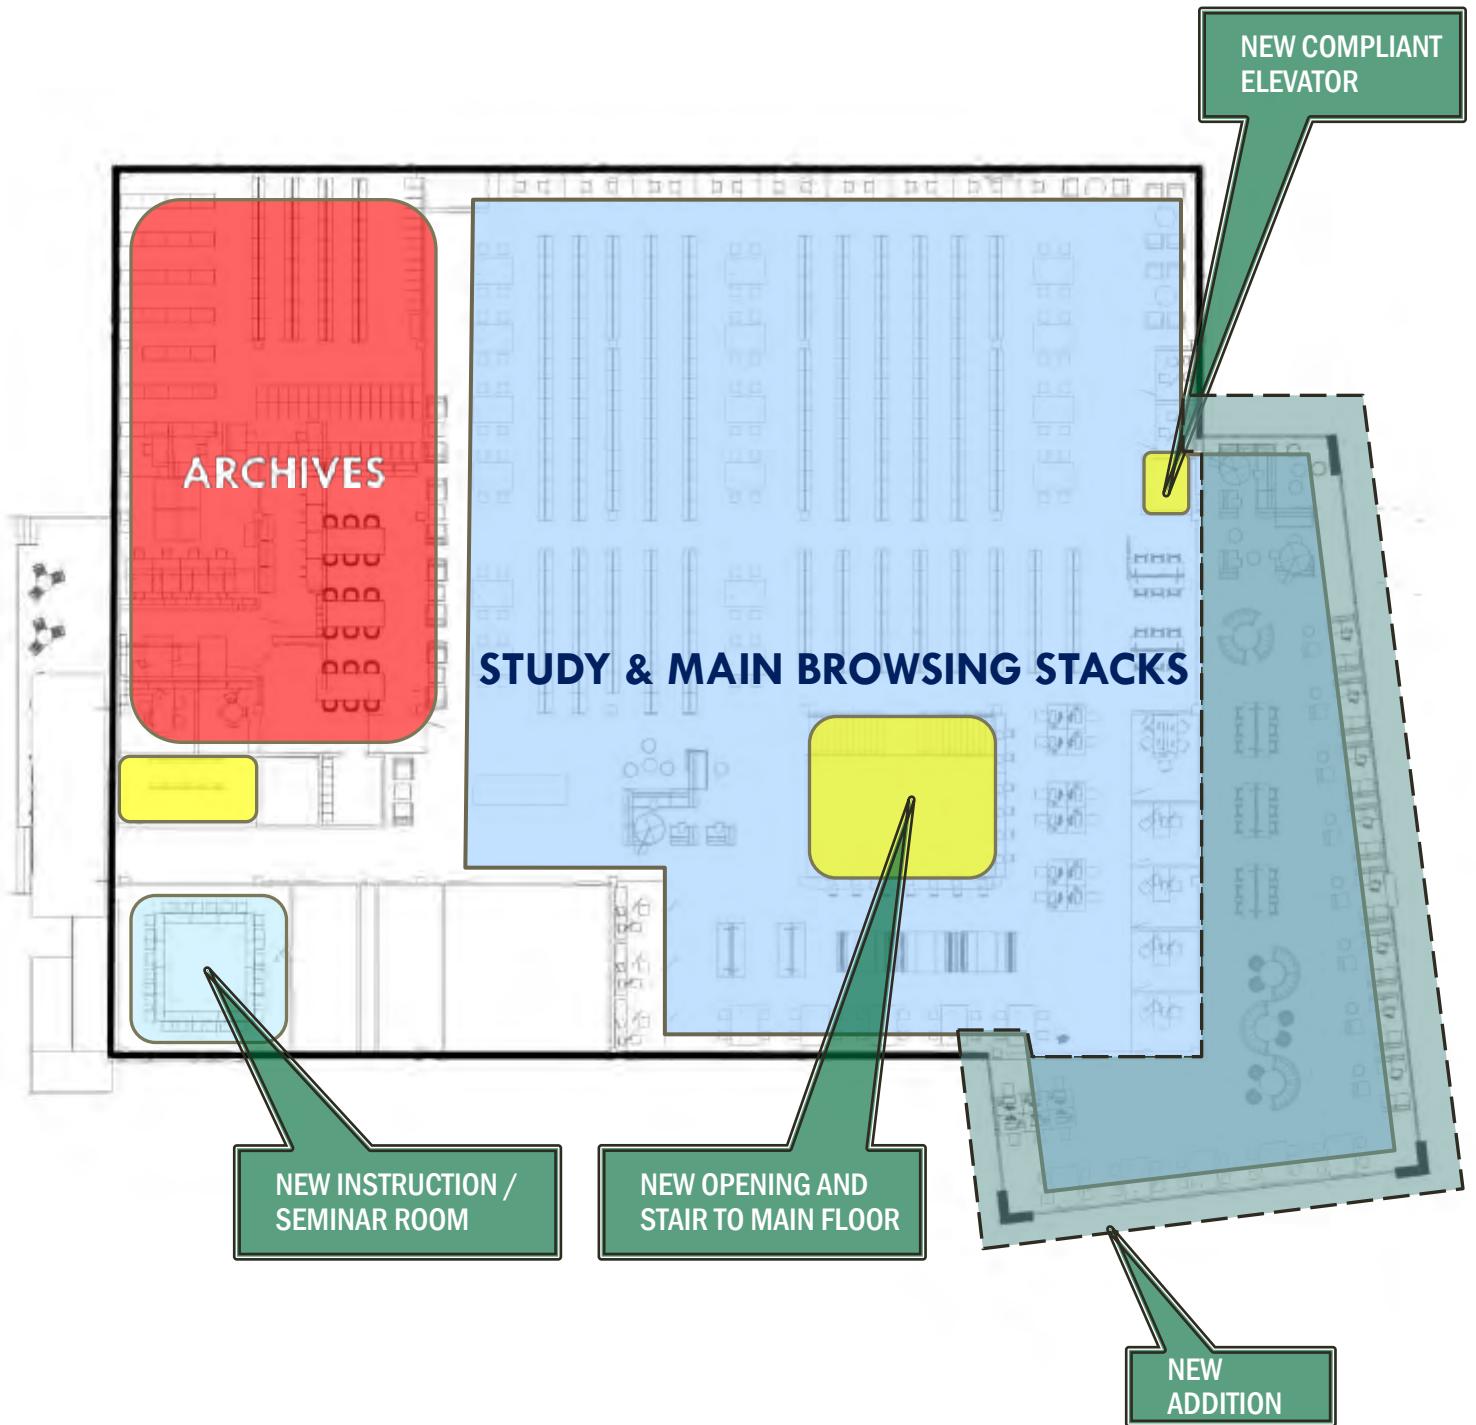 NEW COMPLIANT
ELEVATOR
ARCHIVES
STUDY & MAIN BROWSING STACKS
NEW INSTRUCTION /
SEMINAR ROOM
NEW OPENING AND
STAIR TO MAIN FLOOR
NEW
ADDITION